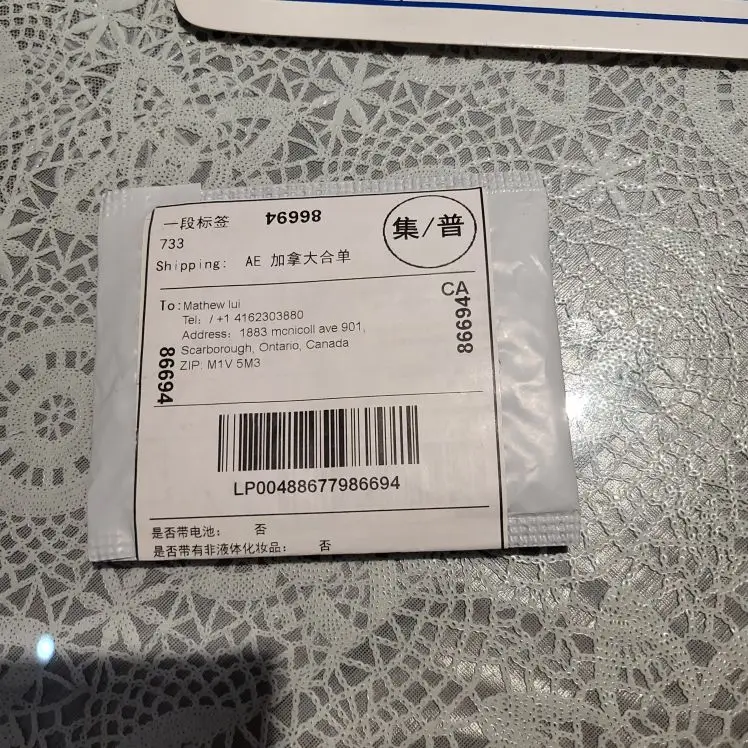 一段标签 86694
集/普
733
Shipping: AE 加拿大合单
CA
To: Mathew lui
Tel: / +1 4162303880
Address: 1883 mcnicoll ave 901,
Scarborough, Ontario, Canada
ZIP: M1V 5M3
86694
86694
LP00488677986694
是否带电池: 否
是否带有非液体化妆品: 否